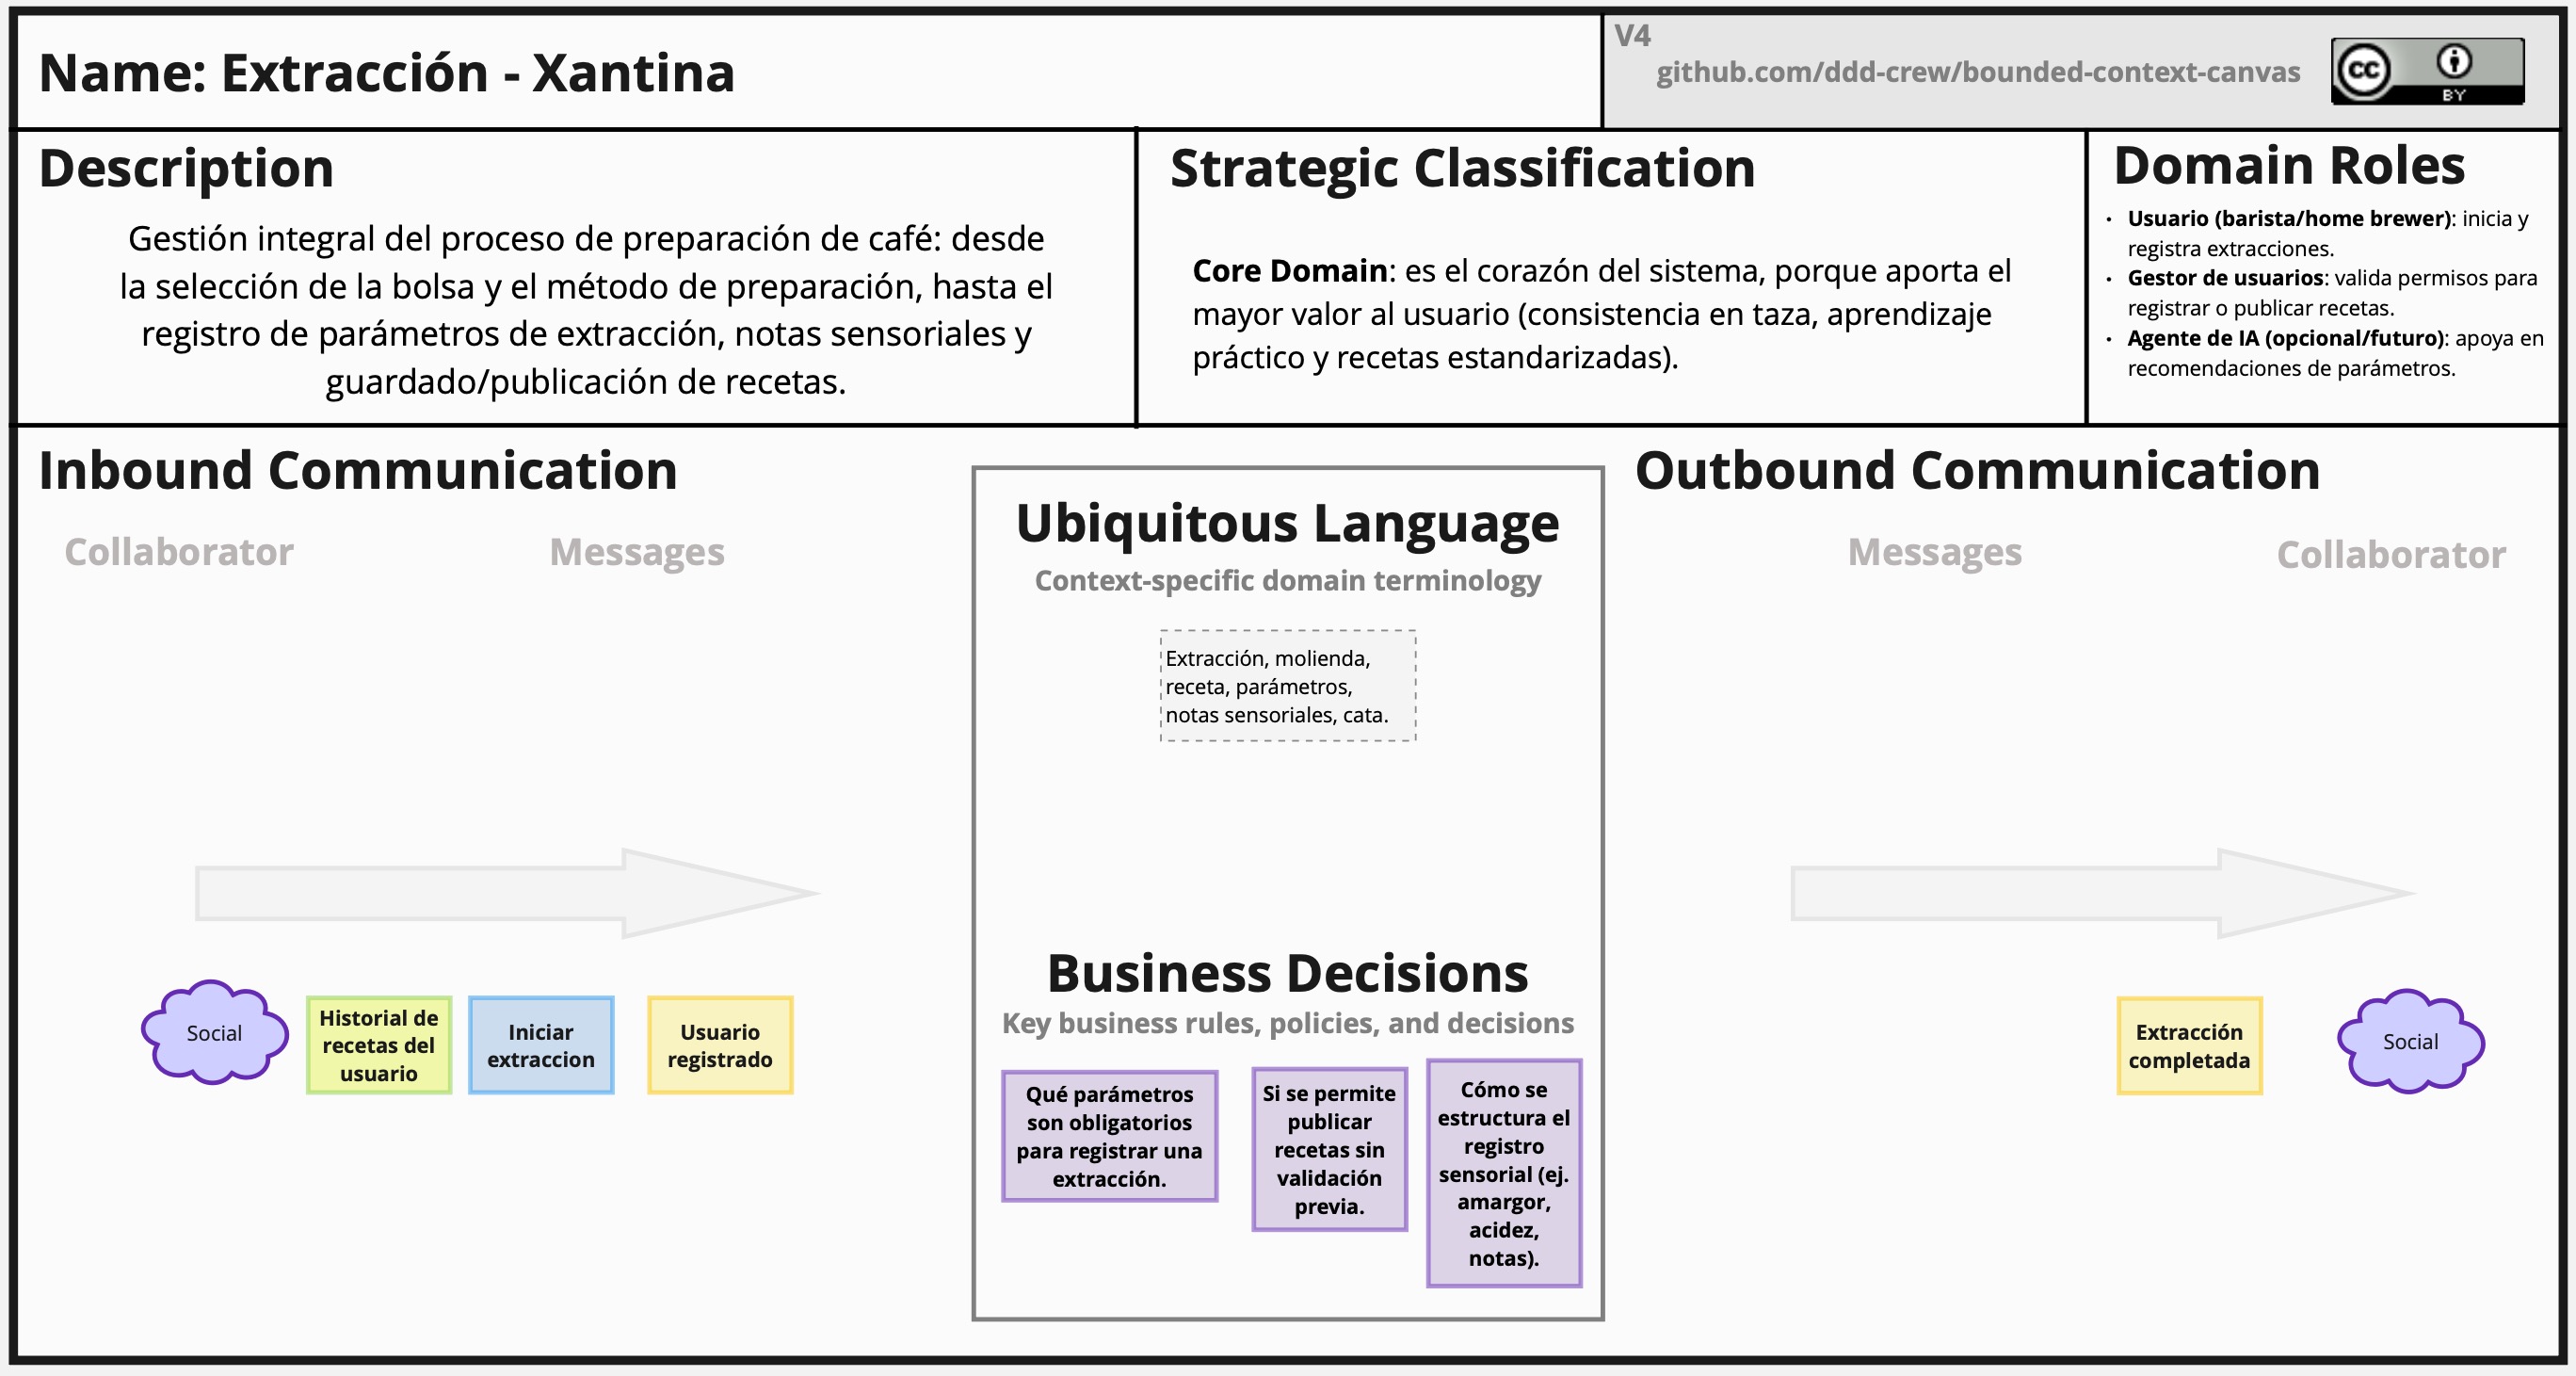 Name: Extracción - Xantina
V4
github.com/ddd-crew/bounded-context-canvas
cc
BY
Description
Gestión integral del proceso de preparación de café: desde
la selección de la bolsa y el método de preparación, hasta el
registro de parámetros de extracción, notas sensoriales y
guardado/publicación de recetas.
Strategic Classification
Core Domain: es el corazón del sistema, porque aporta el
mayor valor al usuario (consistencia en taza, aprendizaje
práctico y recetas estandarizadas).
Domain Roles
• Usuario (barista/home brewer): inicia y
registra extracciones.
• Gestor de usuarios: valida permisos para
registrar o publicar recetas.
• Agente de IA (opcional/futuro): apoya en
recomendaciones de parámetros.
Inbound Communication
Collaborator
Messages
Social
Historial de
recetas del
usuario
Iniciar
extraccion
Usuario
registrado
Ubiquitous Language
Context-specific domain terminology
Extracción, molienda,
receta, parámetros,
notas sensoriales, cata.
Business Decisions
Key business rules, policies, and decisions
Qué parámetros
son obligatorios
para registrar una
extracción.
Si se permite
publicar
recetas sin
validación
previa.
Cómo se
estructura el
registro
sensorial (ej.
amargor,
acidez,
notas).
Outbound Communication
Messages
Collaborator
Extracción
completada
Social